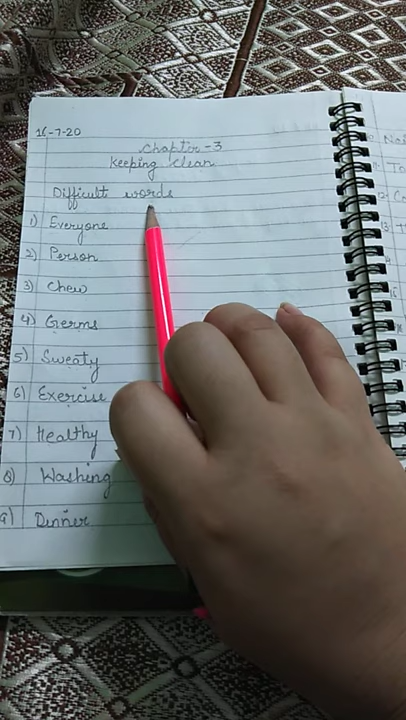 16-7-20
Chapter-3
Keeping Clean
Difficult words
1) Everyone
2) Person
3) Chew
4) Germs
5) Sweaty
6) Exercise
7) Healthy
8) Washing
9) Dinner